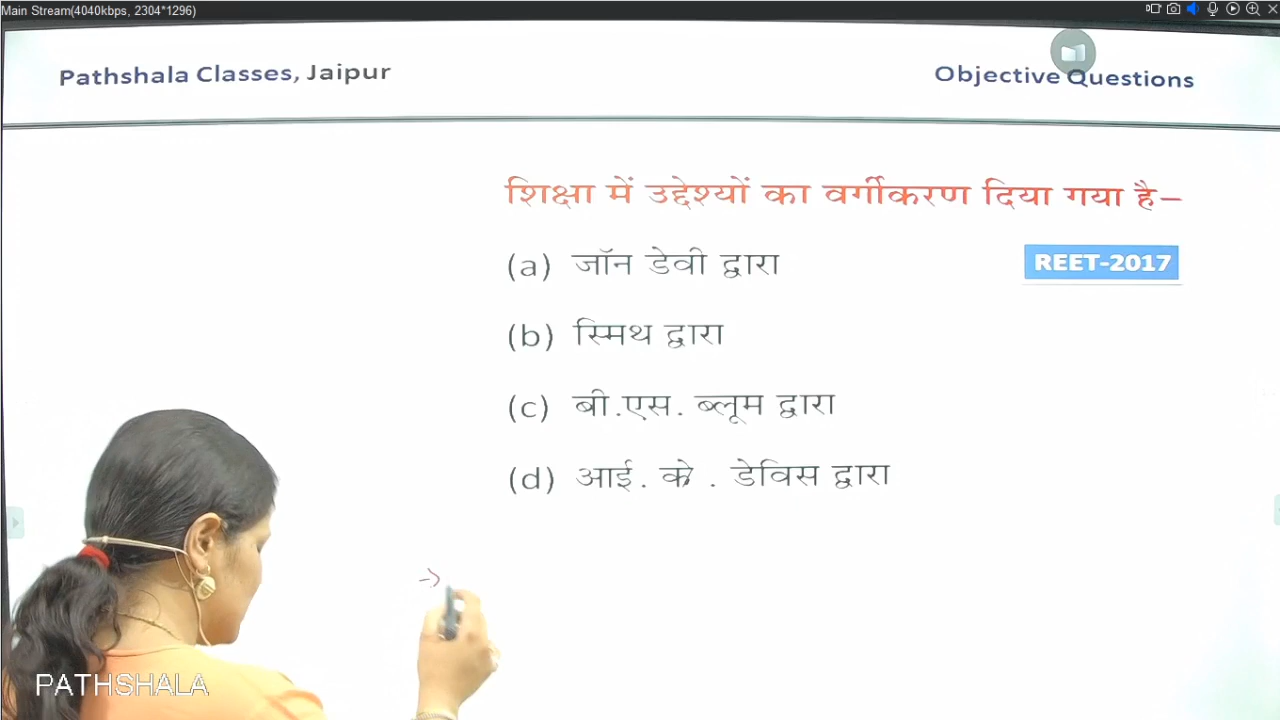 Main Stream(4040kbps, 2304*1296)
Pathshala Classes, Jaipur
Objective Questions
शिक्षा में उद्देश्यों का वर्गीकरण दिया गया है–
(a) जॉन डेवी द्वारा
REET-2017
(b) स्मिथ द्वारा
(c) बी.एस. ब्लूम द्वारा
(d) आई. के . डेविस द्वारा
PATHSHALA